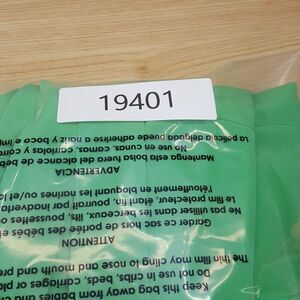 19401
Keep this bag away from babies and
Do not use in cribs, beds, carriages or
The thin film may cling to nose and mouth and
ATTENTION
Garder ce sac hors de portée des bébés et
Ne pas utiliser dans les berceaux, les lits, poussettes ou
Le film protecteur, étant fin, pourrait par
l'étouffement en bloquant les narines ou/et
ADVERTENCIA
Mantenga esta bolsa fuera del alcance de
No use en cunas, camas, carriolas y
La película delgada puede adherirse a nariz y boca e